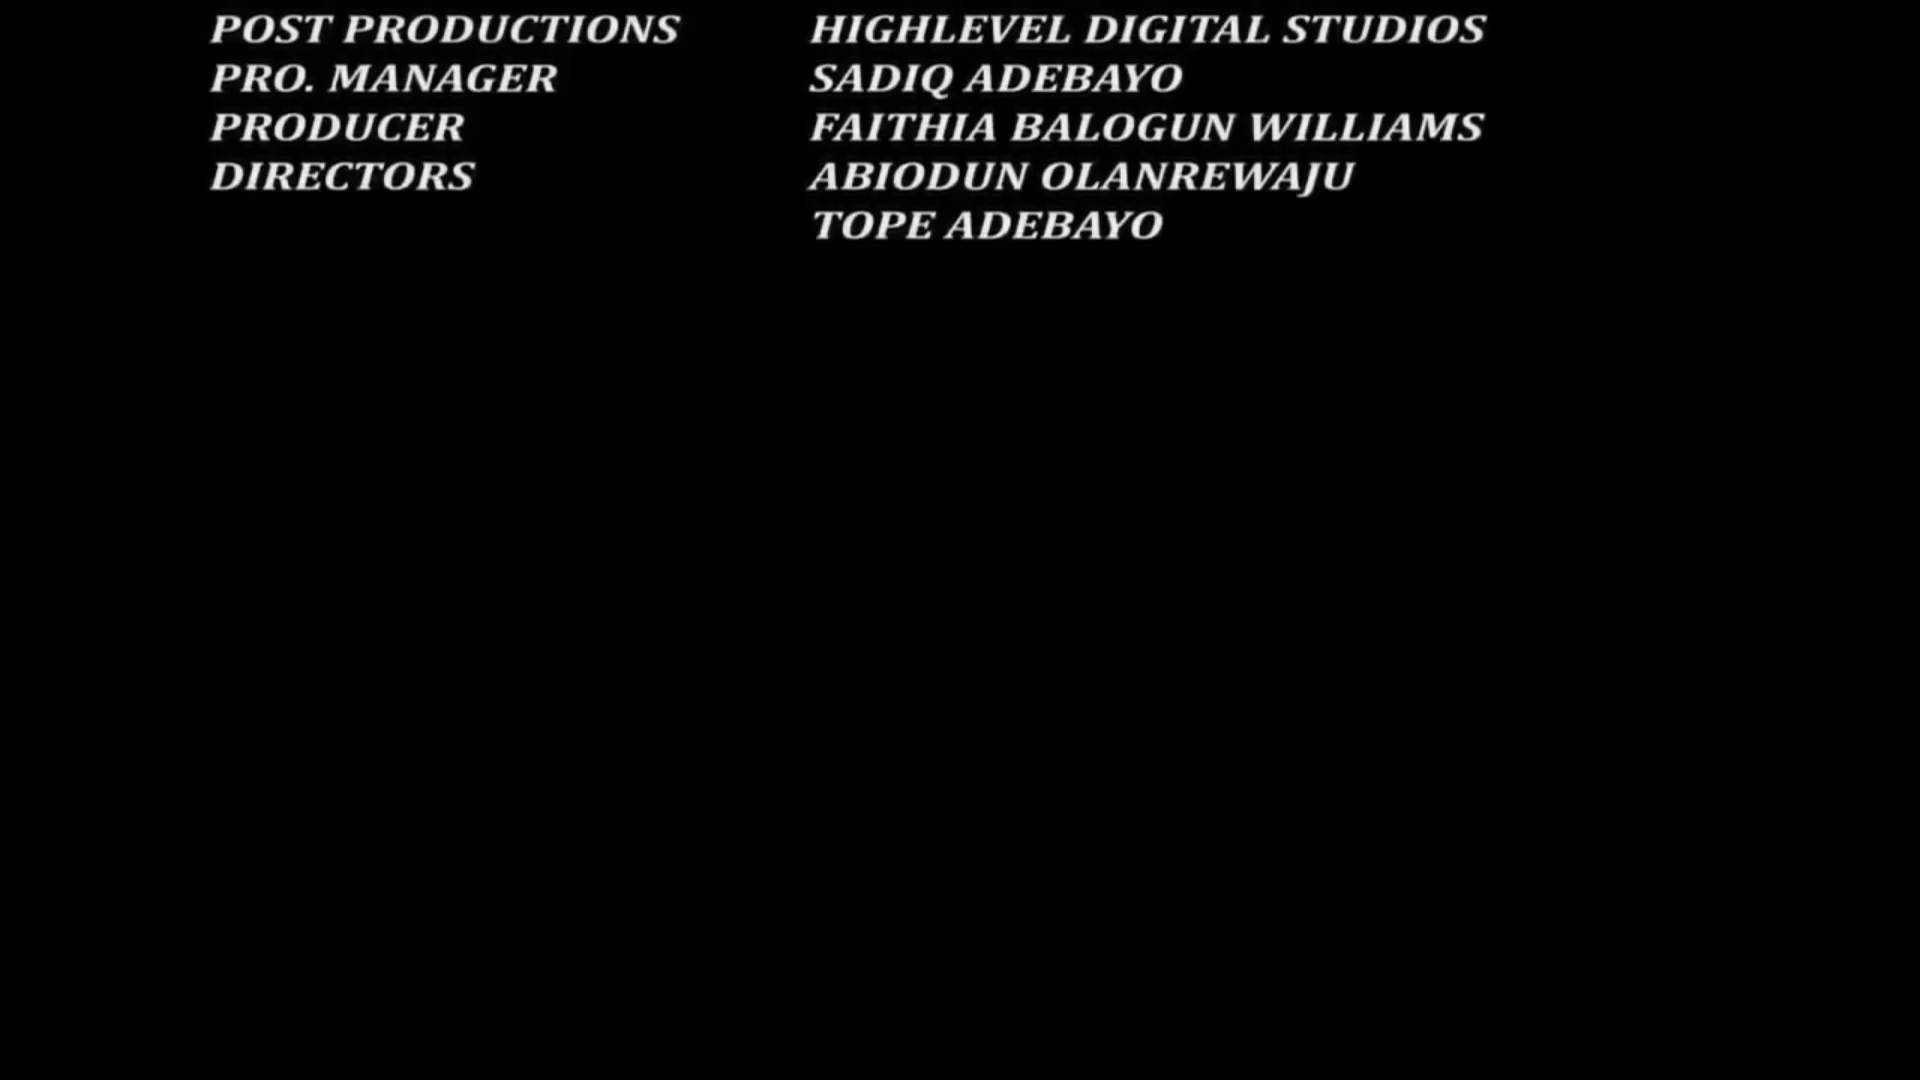 POST PRODUCTIONS HIGHLEVEL DIGITAL STUDIOS
PRO. MANAGER SADIQ ADEBAYO
PRODUCER FAITHIA BALOGUN WILLIAMS
DIRECTORS ABIODUN OLANREWAJU
TOPE ADEBAYO